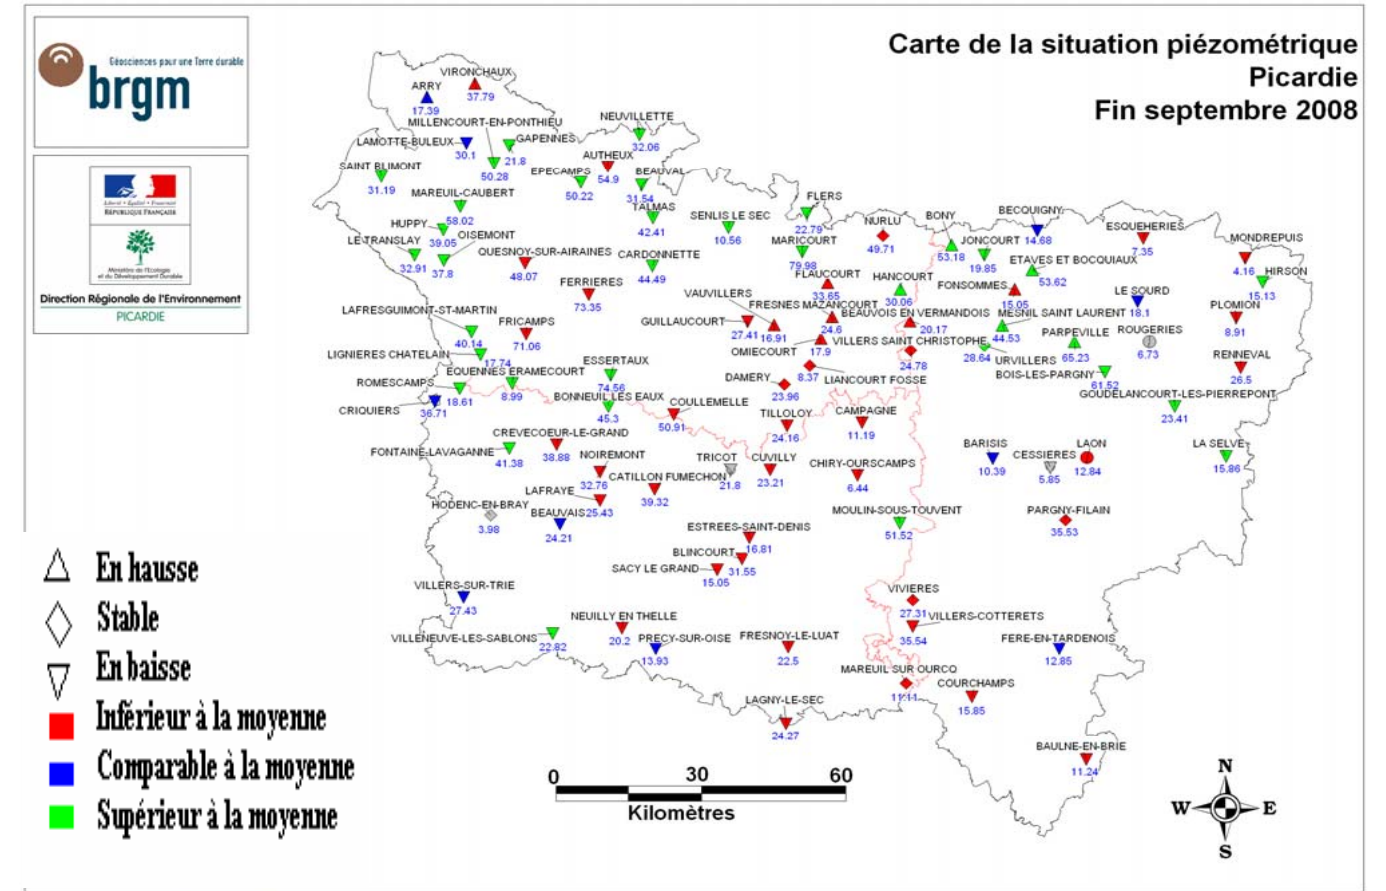 Géosciences pour une Terre durable
brgm
Liberté • Égalité • Fraternité
RÉPUBLIQUE FRANÇAISE
Ministère de l'Écologie
et du Développement Durable
Direction Régionale de l'Environnement
PICARDIE
Carte de la situation piézométrique
Picardie
Fin septembre 2008
VIRONCHAUX
37.79
ARRY
17.39
MILLENCOURT-EN-PONTHIEU
50.28
LAMOTTE-BULEUX
30.1
GAPENNES
21.8
NEUVILLETTE
32.06
AUTHEUX
54.9
SAINT BLIMONT
31.19
EPECAMPS
50.22
BEAUVAL
31.54
MAREUIL-CAUBERT
58.02
TALMAS
42.41
SENLIS LE SEC
10.56
FLERS
22.79
HUPPY
39.05
OISEMONT
37.8
LE TRANSLAY
32.91
QUESNOY-SUR-AIRAINES
48.07
CARDONNETTE
44.49
MARICOURT
79.98
NURLU
49.71
BONY
53.18
BECQUIGNY
14.68
JONCOURT
19.85
ESQUEHERIES
7.35
MONDREPUIS
4.16
HIRSON
15.13
ETAVES ET BOCQUIAUX
53.62
FERRIERES
73.35
FLAUCOURT
33.65
HANCOURT
30.06
FONSOMMES
15.05
LE SOURD
18.1
VAUVILLERS
16.91
FRESNES MAZANCOURT
24.6
BEAUVOIS EN VERMANDOIS
20.17
MESNIL SAINT LAURENT
44.53
PLOMION
8.91
LAFRESGUIMONT-ST-MARTIN
40.14
FRICAMPS
71.06
GUILLAUCOURT
27.41
OMIECOURT
17.9
VILLERS SAINT CHRISTOPHE
24.78
PARPEVILLE
65.23
ROUGERIES
6.73
LIGNIERES CHATELAIN
17.74
URVILLERS
28.64
RENNEVAL
26.5
ESSERTAUX
74.56
EQUENNES ERAMECOURT
8.99
LIANCOURT FOSSE
8.37
DAMERY
23.96
BOIS-LES-PARGNY
61.52
ROMESCAMPS
18.61
BONNEUIL LES EAUX
45.3
COULLEMELLE
50.91
GOUDELANCOURT-LES-PIERREPONT
23.41
CRIQUIERS
36.71
TILLOLOY
24.16
CAMPAGNE
11.19
CREVECOEUR-LE-GRAND
38.88
FONTAINE-LAVAGANNE
41.38
NOIREMONT
32.76
TRICOT
21.8
CUVILLY
23.21
CHIRY-OURSCAMPS
6.44
BARISIS
10.39
CESSIERES
5.85
LAON
12.84
LA SELVE
15.86
CATILLON FUMECHON
39.32
LAFRAYE
25.43
HODENC-EN-BRAY
3.98
BEAUVAIS
24.21
MOULIN-SOUS-TOUVENT
51.52
PARGNY-FILAIN
35.53
ESTREES-SAINT-DENIS
16.81
BLINCOURT
31.55
SACY LE GRAND
15.05
VILLERS-SUR-TRIE
27.43
VIVIERES
27.31
NEUILLY EN THELLE
20.2
VILLERS-COTTERETS
35.54
VILLENEUVE-LES-SABLONS
22.82
PRECY-SUR-OISE
13.93
FRESNOY-LE-LUAT
22.5
FERE-EN-TARDENOIS
12.85
MAREUIL SUR OURCQ
11.11
COURCHAMPS
15.85
LAGNY-LE-SEC
24.27
BAULNE-EN-BRIE
11.24
En hausse
Stable
En baisse
Inférieur à la moyenne
Comparable à la moyenne
Supérieur à la moyenne
0 30 60
Kilomètres
N
W E
S